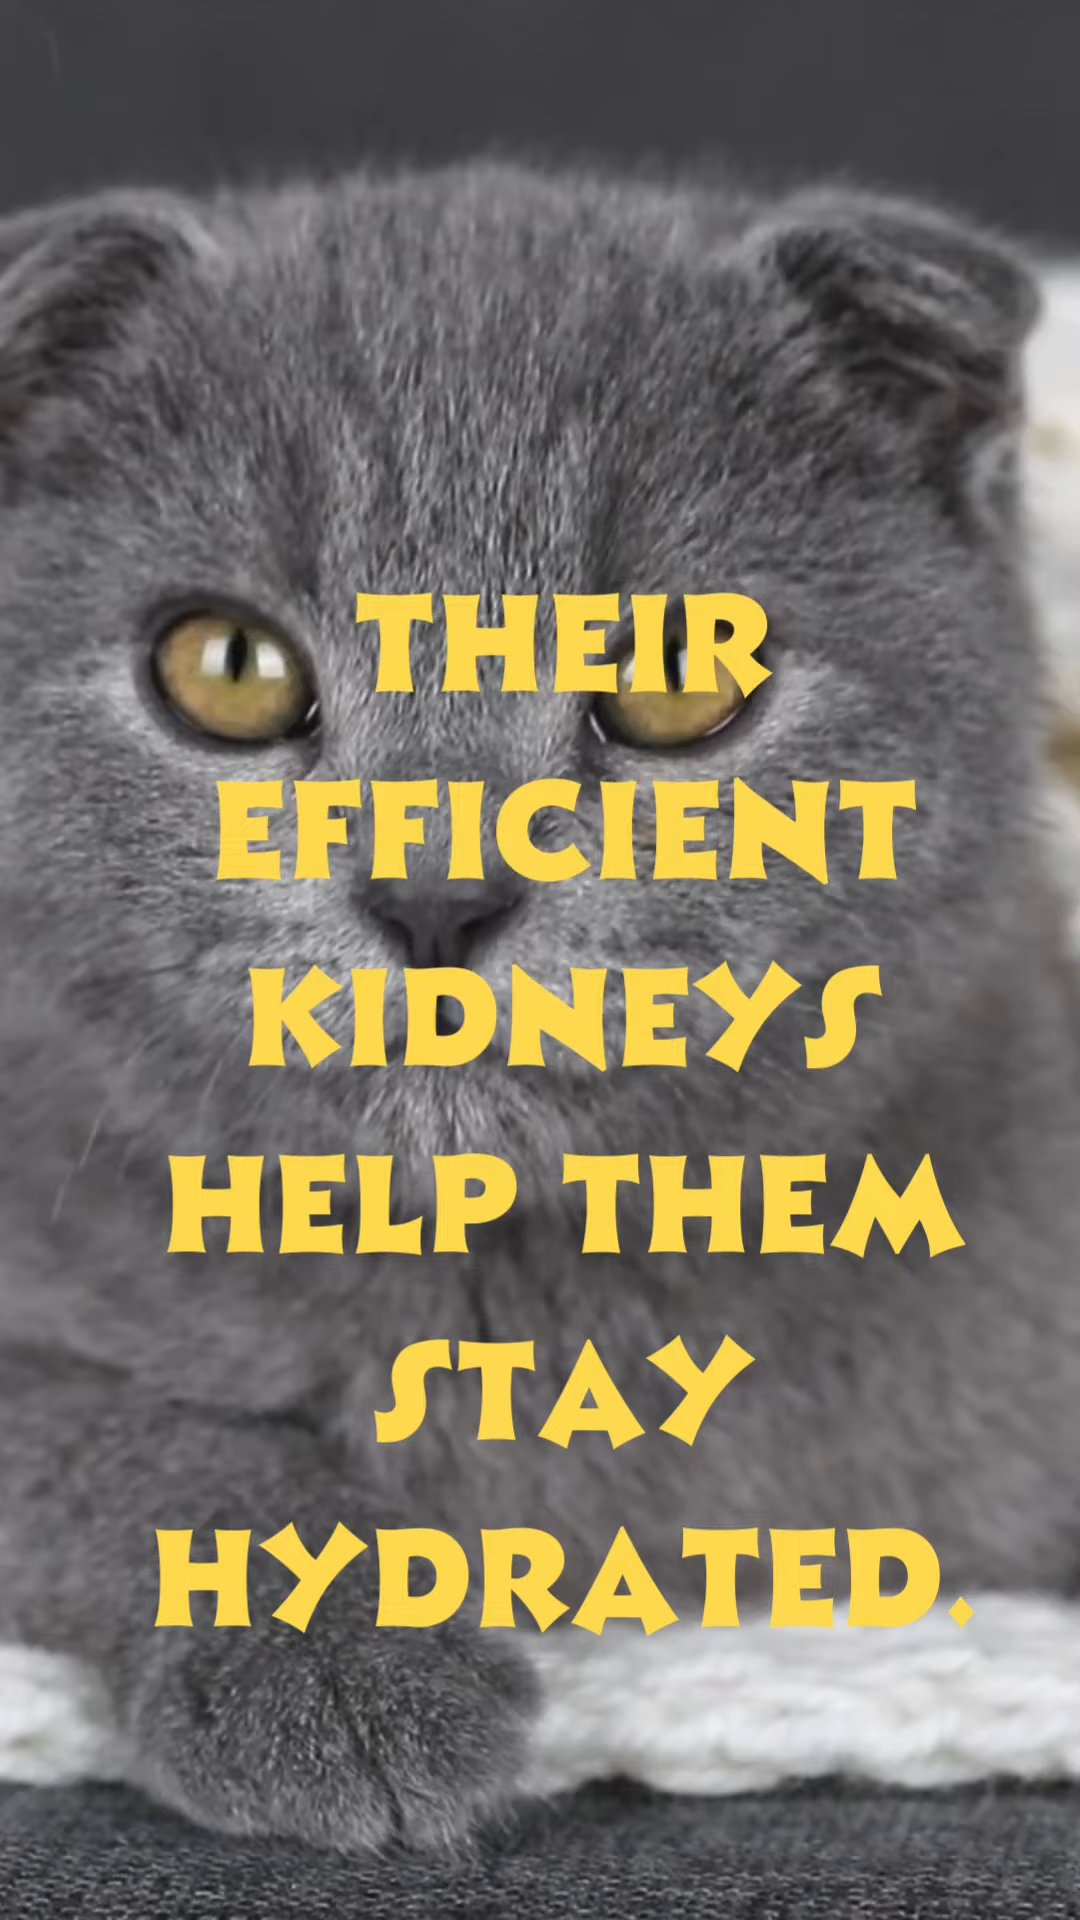 THEIR
EFFICIENT
KIDNEYS
HELP THEM
STAY
HYDRATED.